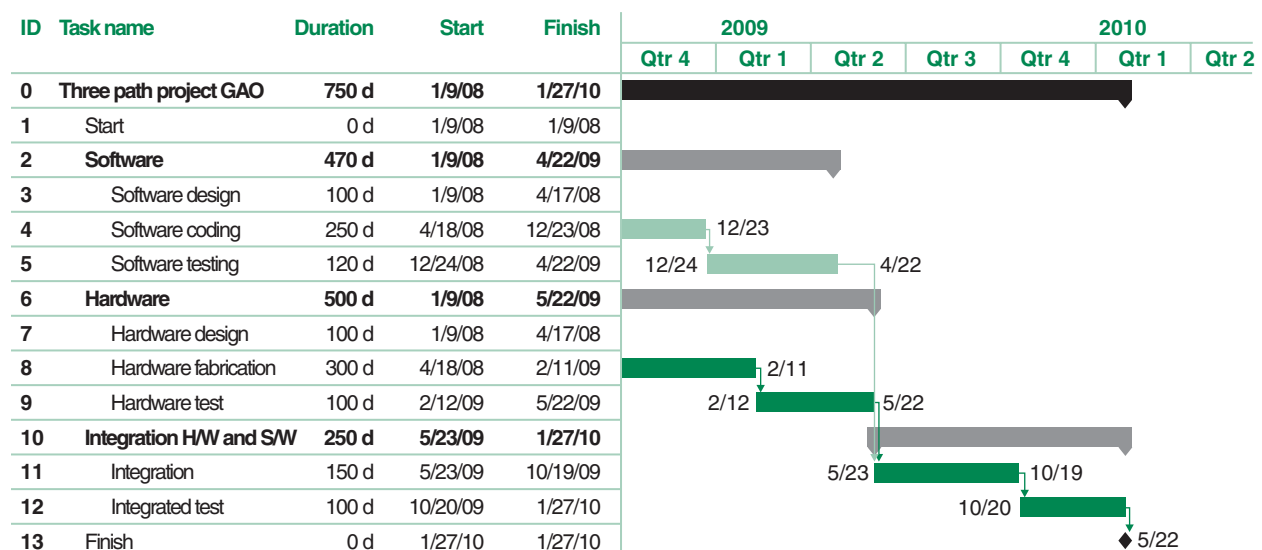 ID Task name Duration Start Finish 2009 2010
Qtr 4 Qtr 1 Qtr 2 Qtr 3 Qtr 4 Qtr 1 Qtr 2
0 Three path project GAO 750 d 1/9/08 1/27/10
1 Start 0 d 1/9/08 1/9/08
2 Software 470 d 1/9/08 4/22/09
3 Software design 100 d 1/9/08 4/17/08
4 Software coding 250 d 4/18/08 12/23/08 12/23
5 Software testing 120 d 12/24/08 4/22/09 12/24 4/22
6 Hardware 500 d 1/9/08 5/22/09
7 Hardware design 100 d 1/9/08 4/17/08
8 Hardware fabrication 300 d 4/18/08 2/11/09 2/11
9 Hardware test 100 d 2/12/09 5/22/09 2/12 5/22
10 Integration H/W and S/W 250 d 5/23/09 1/27/10
11 Integration 150 d 5/23/09 10/19/09 5/23 10/19
12 Integrated test 100 d 10/20/09 1/27/10 10/20
13 Finish 0 d 1/27/10 1/27/10 5/22